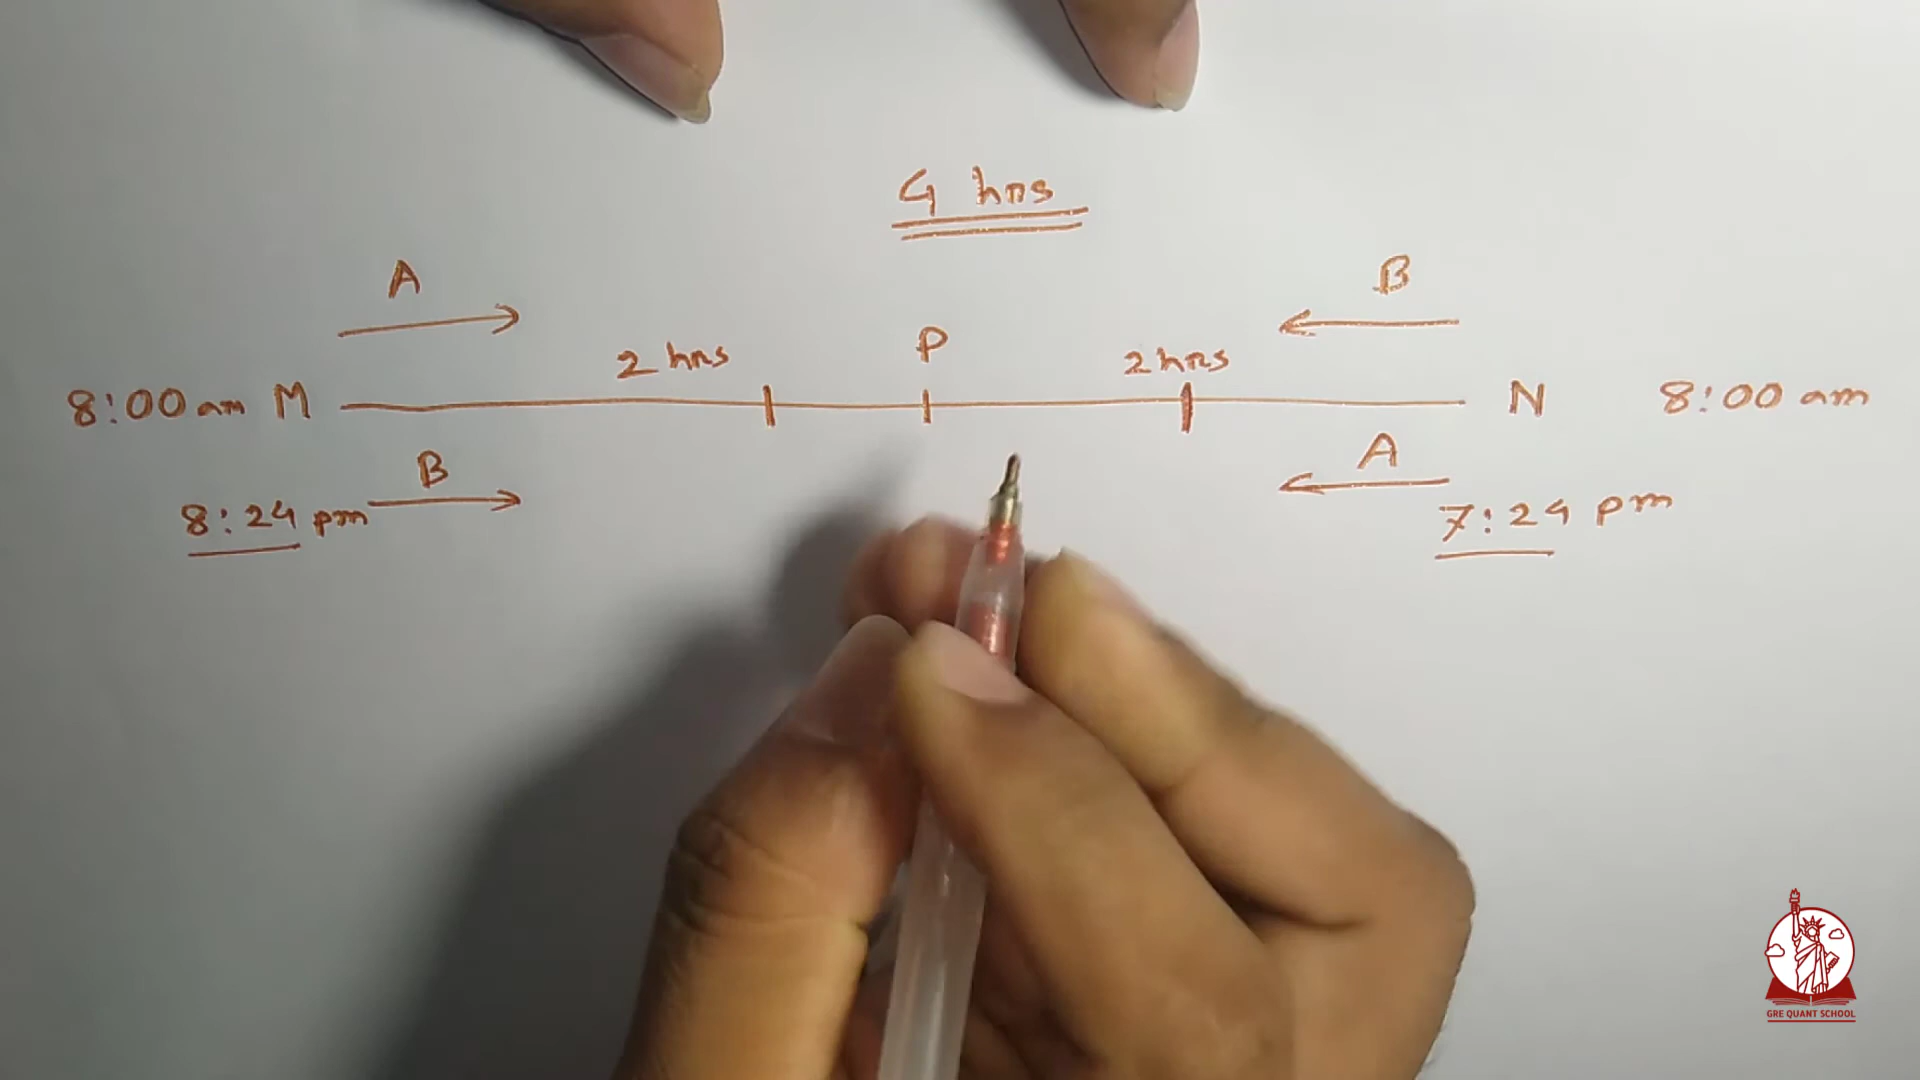 4 hrs
A
B
P
2 hrs
2 hrs
8:00 am M
N 8:00 am
A
B
8:24 pm
7:24 pm
GRE QUANT SCHOOL